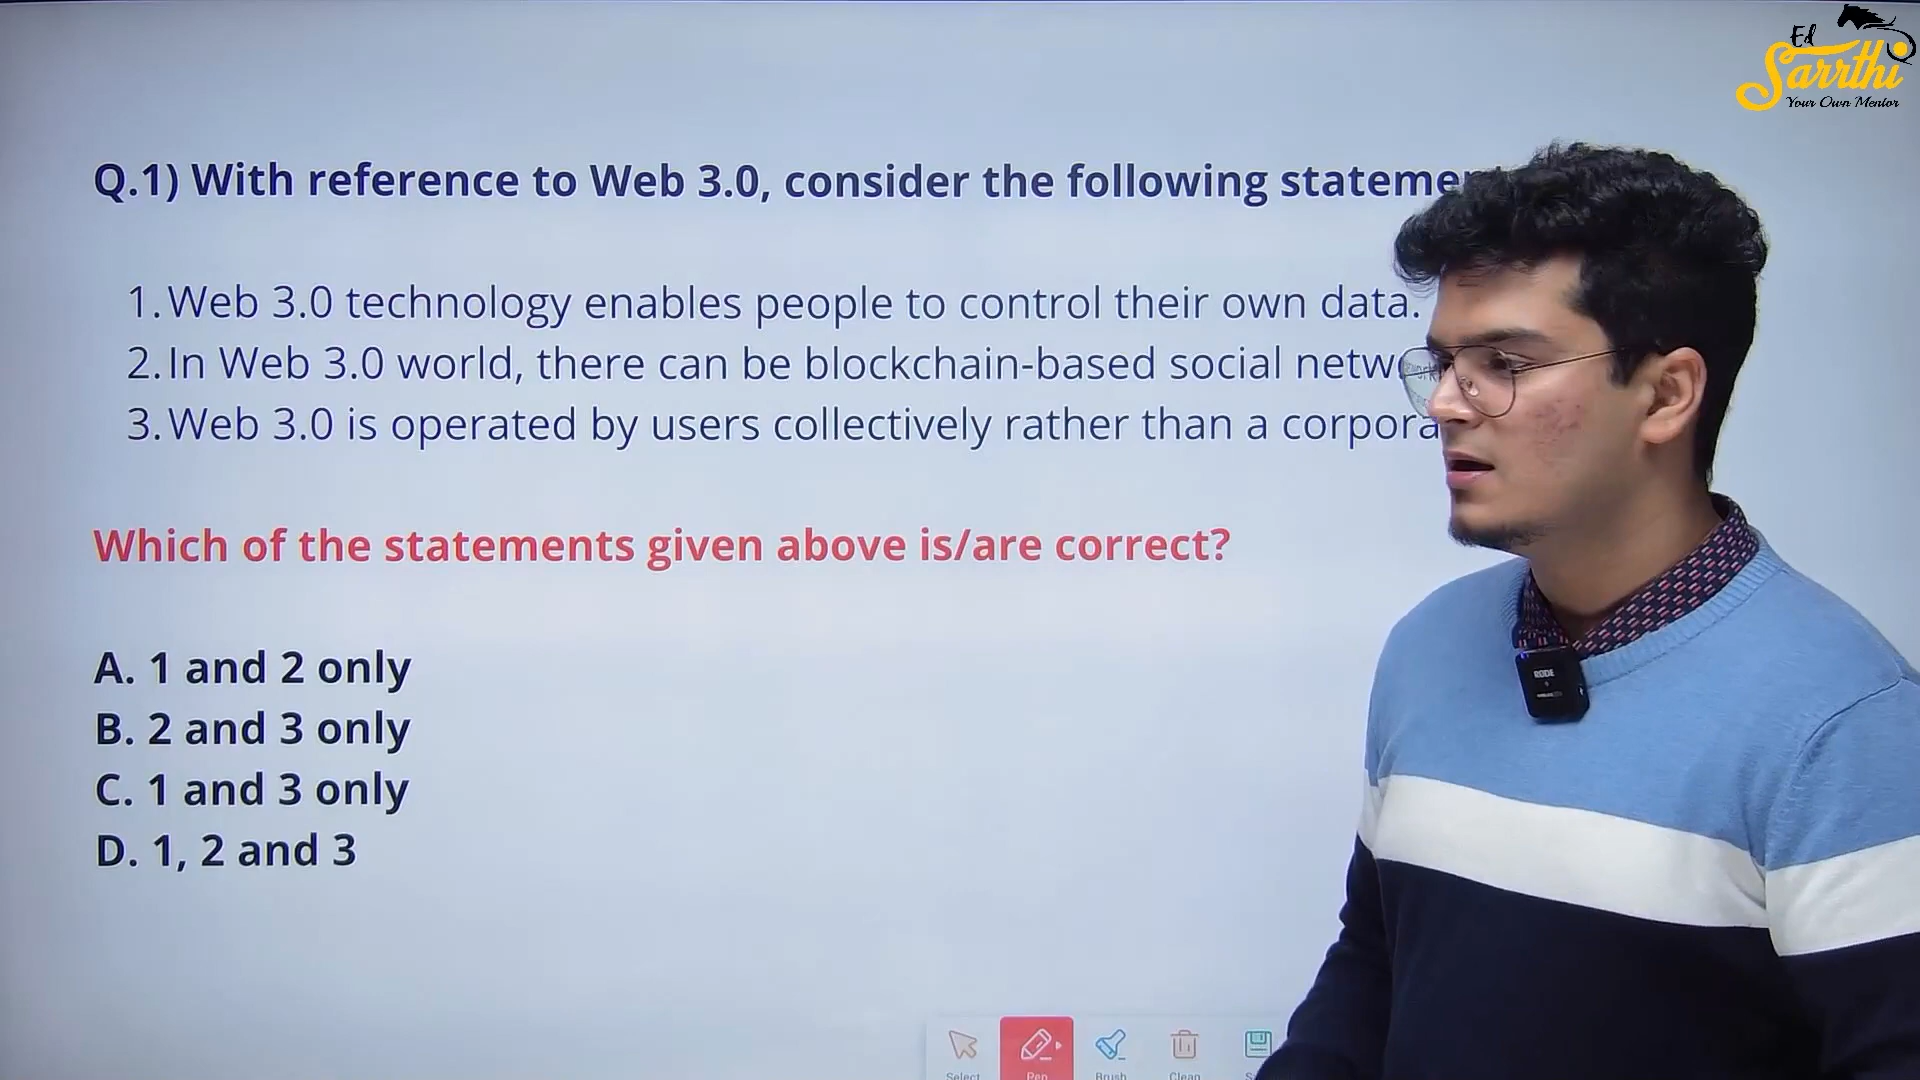 Ed
Sarrthi
Your Own Mentor
Q.1) With reference to Web 3.0, consider the following
1. Web 3.0 technology enables people to control their own data.
2. In Web 3.0 world, there can be blockchain-based social
3. Web 3.0 is operated by users collectively rather than a
Which of the statements given above is/are correct?
A. 1 and 2 only
B. 2 and 3 only
C. 1 and 3 only
D. 1, 2 and 3
RODE
Select
Pen
Brush
Clean